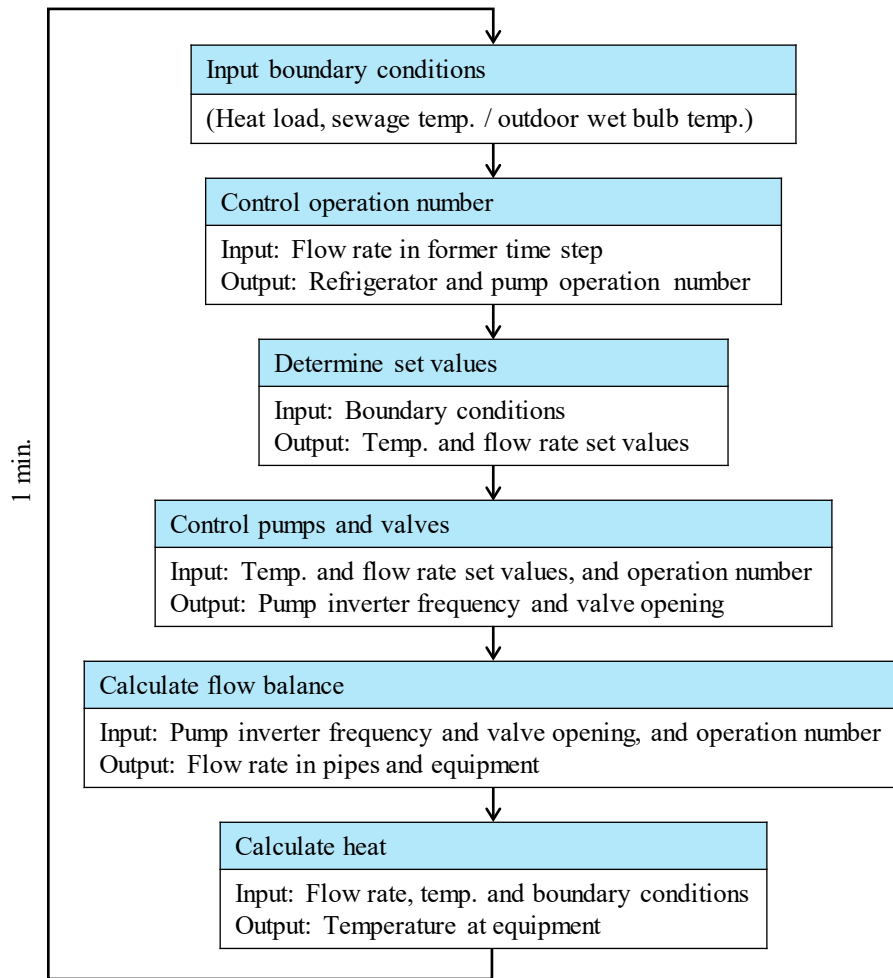 Input boundary conditions
(Heat load, sewage temp. / outdoor wet bulb temp.)
Control operation number
Input: Flow rate in former time step
Output: Refrigerator and pump operation number
Determine set values
Input: Boundary conditions
Output: Temp. and flow rate set values
1 min.
Control pumps and valves
Input: Temp. and flow rate set values, and operation number
Output: Pump inverter frequency and valve opening
Calculate flow balance
Input: Pump inverter frequency and valve opening, and operation number
Output: Flow rate in pipes and equipment
Calculate heat
Input: Flow rate, temp. and boundary conditions
Output: Temperature at equipment